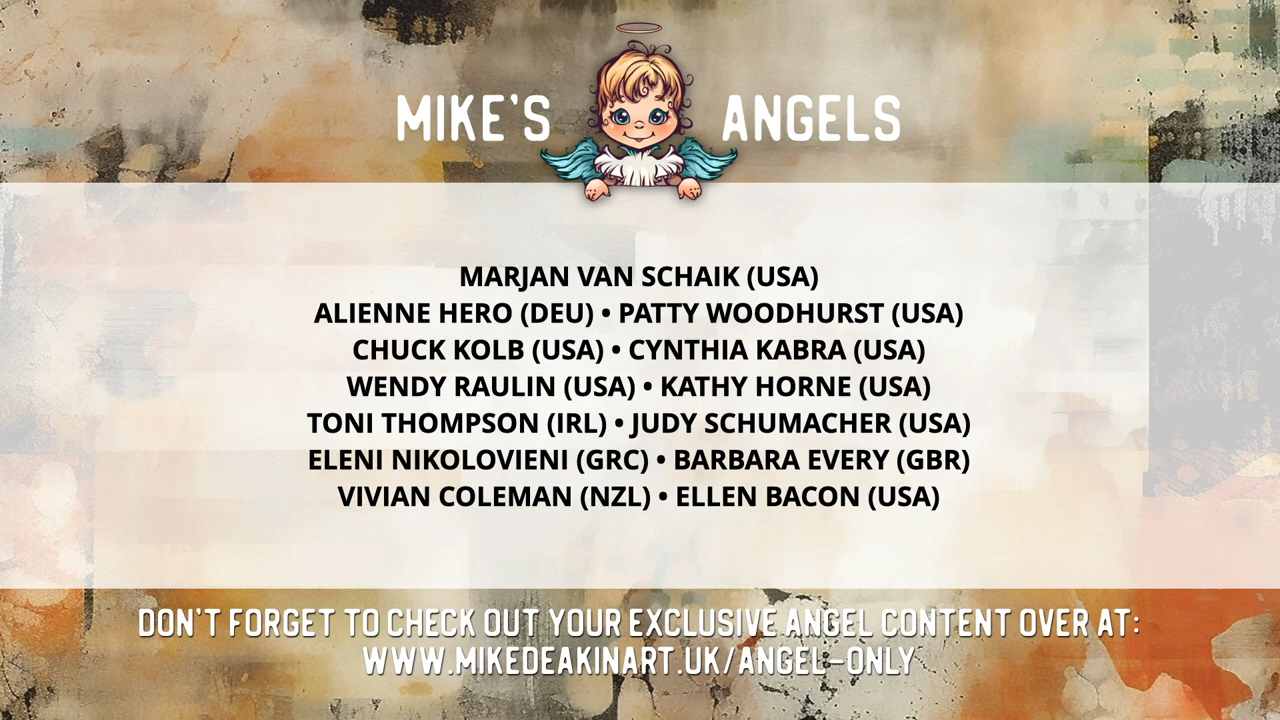 MIKE'S ANGELS
MARJAN VAN SCHAIK (USA)
ALIENNE HERO (DEU) • PATTY WOODHURST (USA)
CHUCK KOLB (USA) • CYNTHIA KABRA (USA)
WENDY RAULIN (USA) • KATHY HORNE (USA)
TONI THOMPSON (IRL) • JUDY SCHUMACHER (USA)
ELENI NIKOLOVIENI (GRC) • BARBARA EVERY (GBR)
VIVIAN COLEMAN (NZL) • ELLEN BACON (USA)
DON'T FORGET TO CHECK OUT YOUR EXCLUSIVE ANGEL CONTENT OVER AT:
WWW.MIKEDEAKINART.UK/ANGEL-ONLY